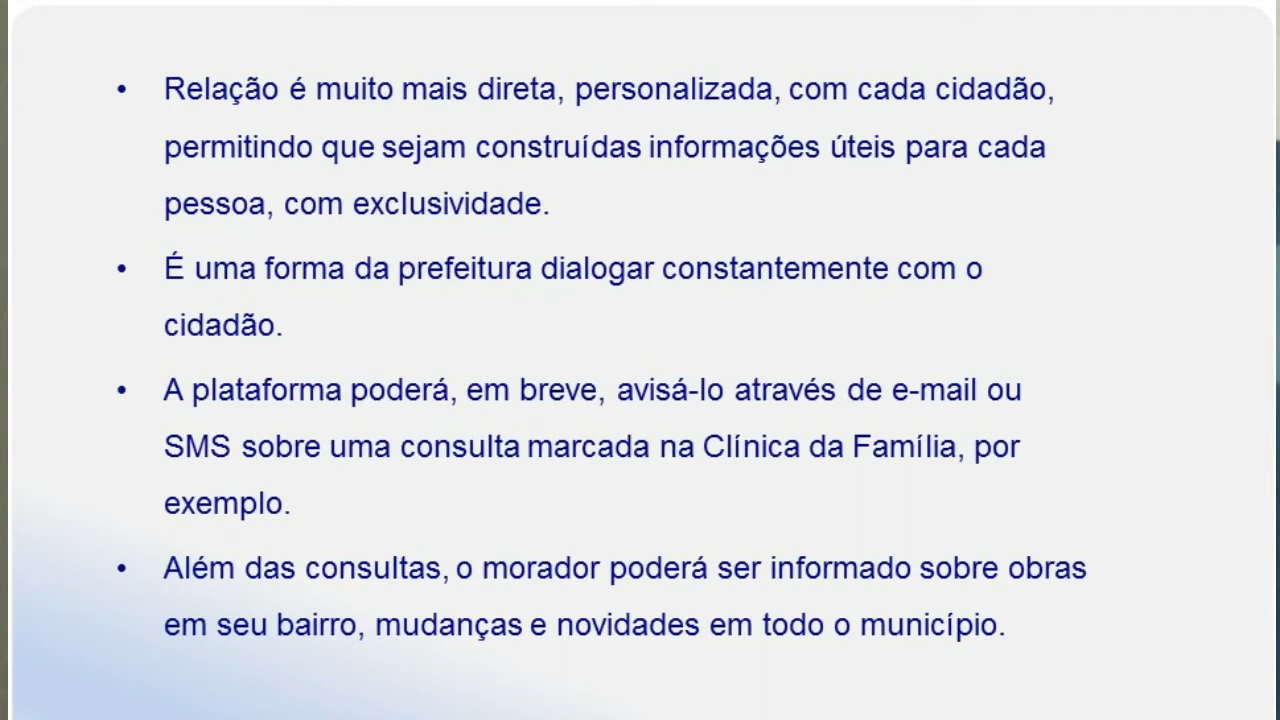 • Relação é muito mais direta, personalizada, com cada cidadão,
permitindo que sejam construídas informações úteis para cada
pessoa, com exclusividade.
• É uma forma da prefeitura dialogar constantemente com o
cidadão.
• A plataforma poderá, em breve, avisá-lo através de e-mail ou
SMS sobre uma consulta marcada na Clínica da Família, por
exemplo.
• Além das consultas, o morador poderá ser informado sobre obras
em seu bairro, mudanças e novidades em todo o município.